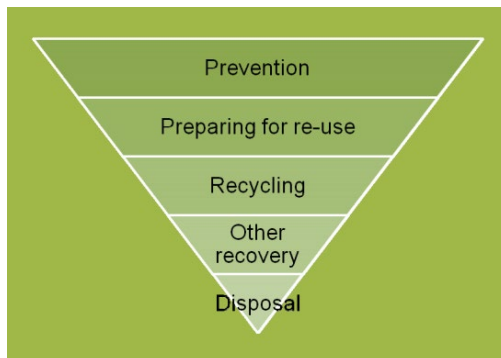 Prevention
Preparing for re-use
Recycling
Other
recovery
Disposal